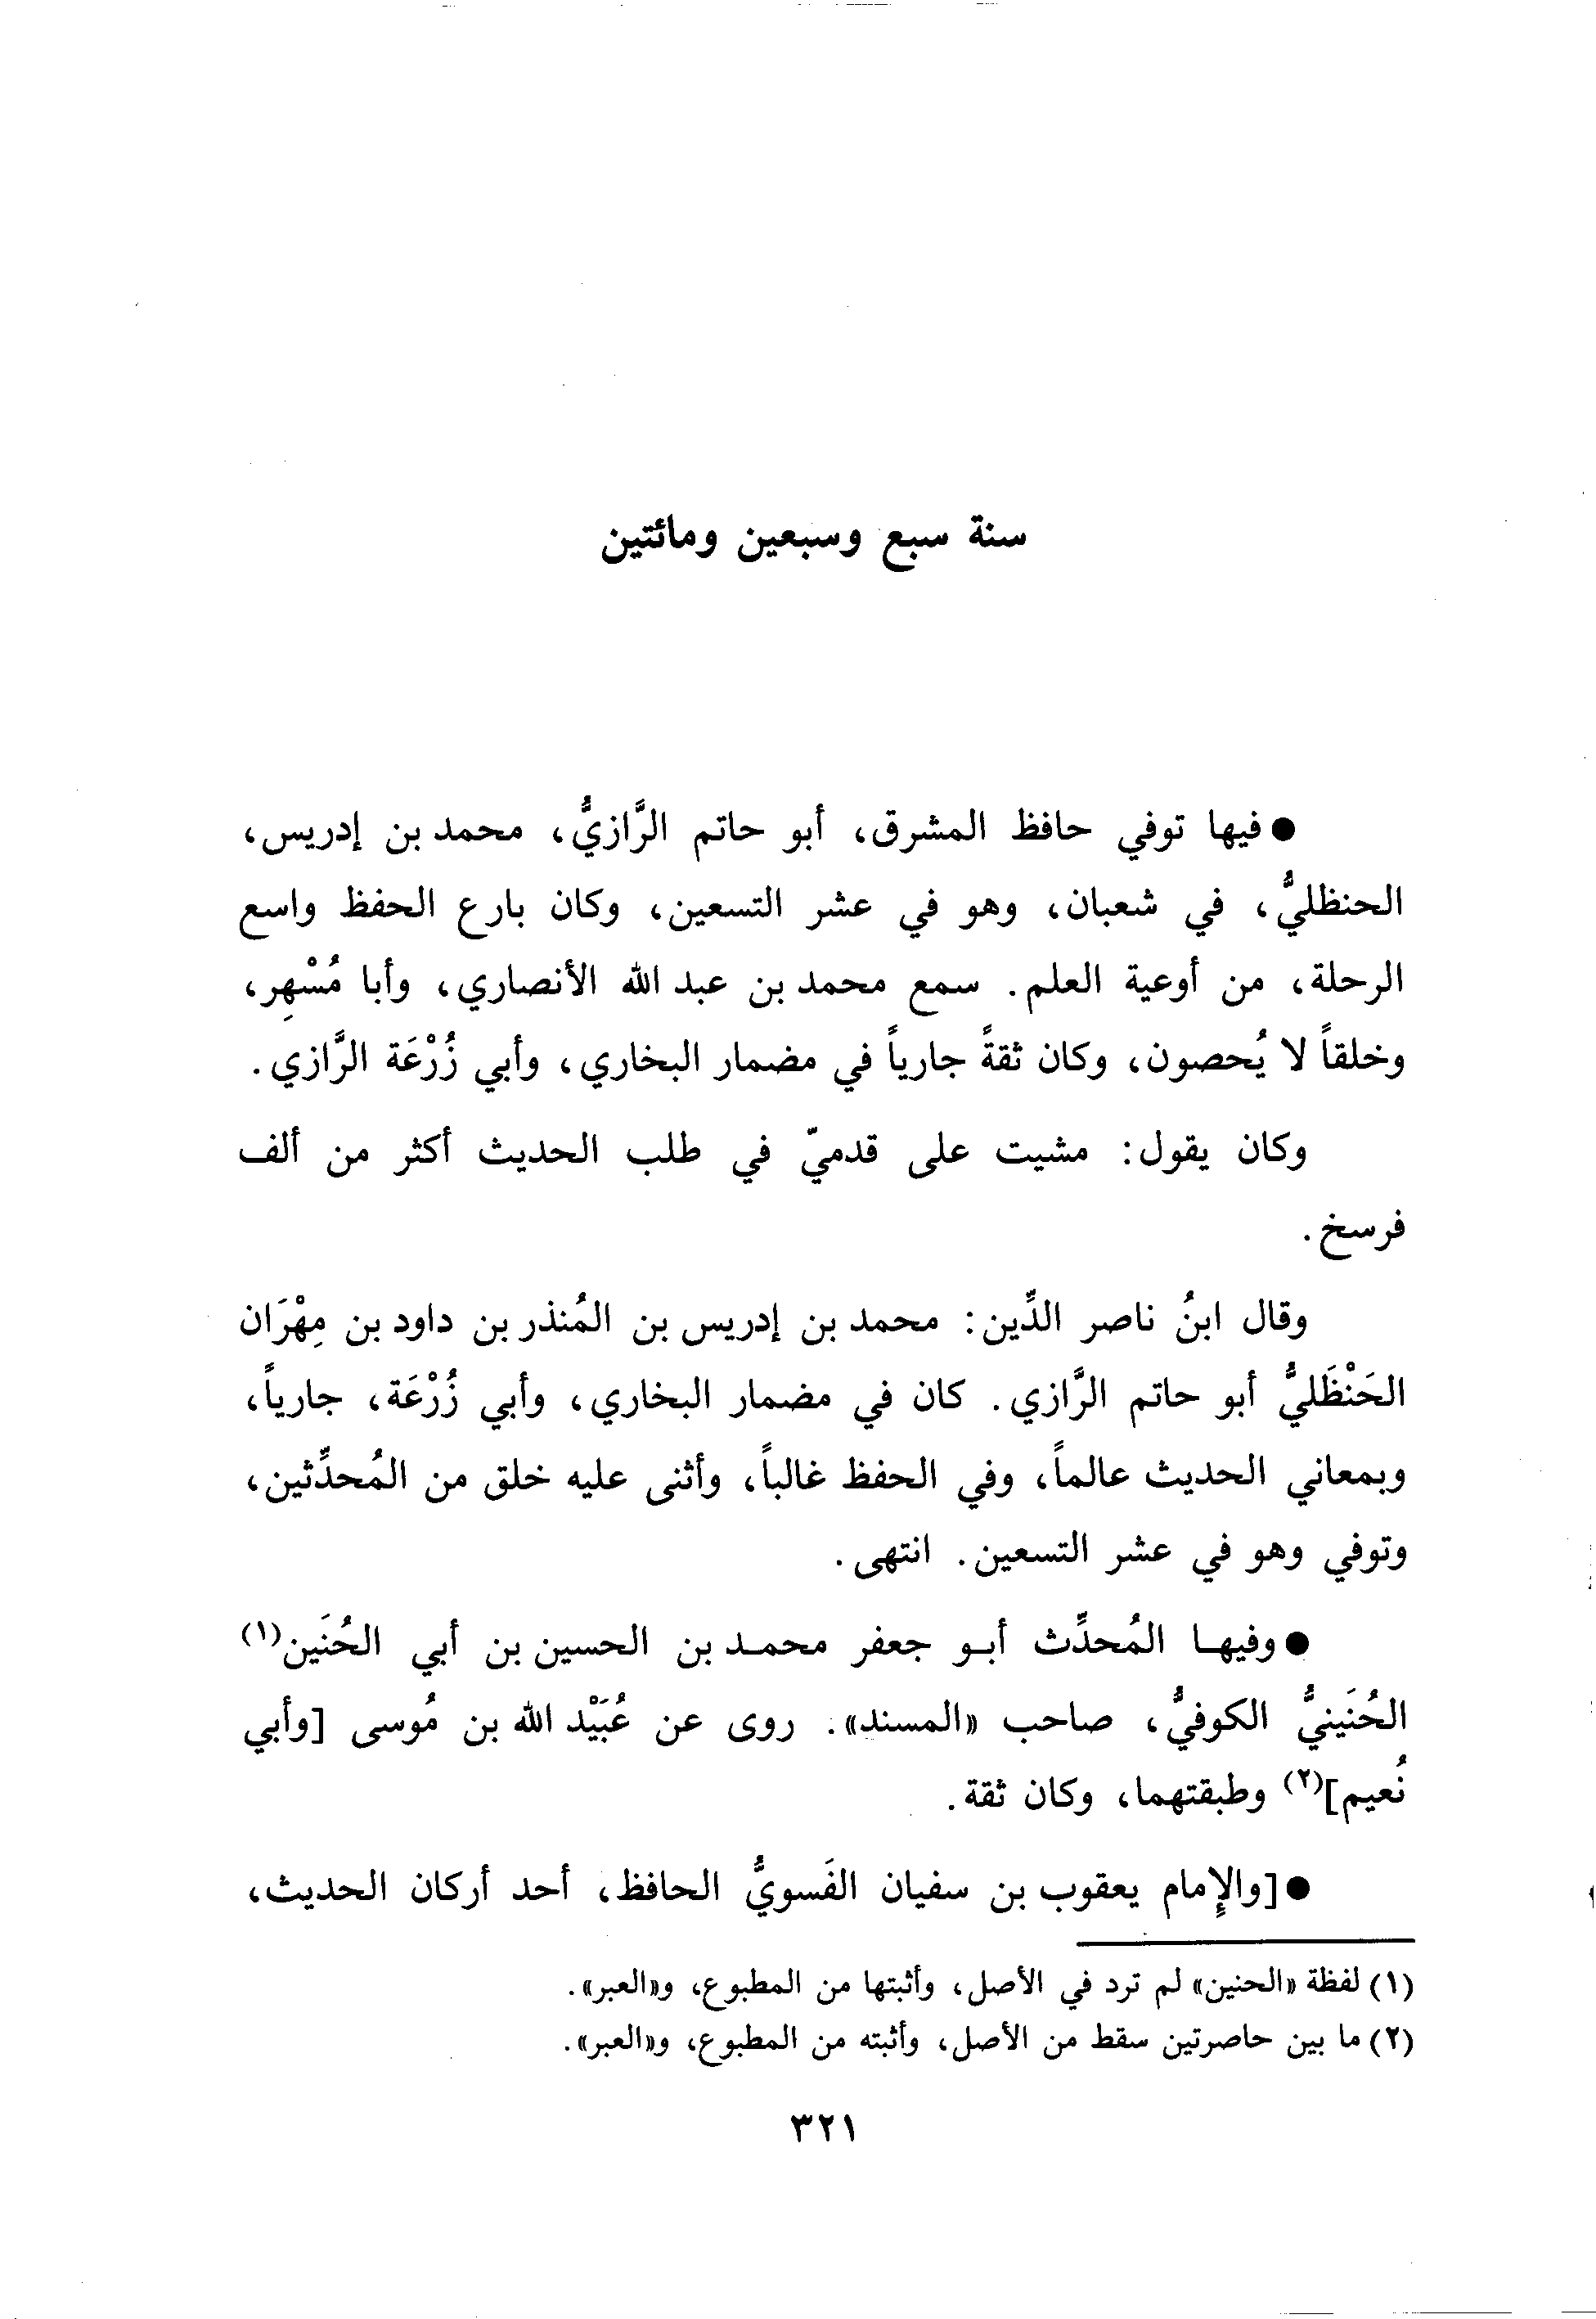 سنة سبع وسبعين ومائتين
● فيها توفي حافظ المشرق، أبو حاتم الرَّازيُّ، محمد بن إدريس،
الحنظليُّ، في شعبان، وهو في عشر التسعين، وكان بارع الحفظ واسع
الرحلة، من أوعية العلم. سمع محمد بن عبد الله الأنصاري، وأبا مُسْهِر،
وخلقاً لا يُحصون، وكان ثقةً جارياً في مضمار البخاري، وأبي زُرْعَة الرَّازي.
وكان يقول: مشيت على قدميّ في طلب الحديث أكثر من ألف
فرسخ.
وقال ابنُ ناصر الدِّين: محمد بن إدريس بن المُنذر بن داود بن مِهْرَان
الحَنْظَليُّ أبو حاتم الرَّازي. كان في مضمار البخاري، وأبي زُرْعَة، جارياً،
وبمعاني الحديث عالماً، وفي الحفظ غالباً، وأثنى عليه خلق من المُحدِّثين،
وتوفي وهو في عشر التسعين. انتهى.
● وفيها المُحدِّث أبو جعفر محمد بن الحسين بن أبي الحُنَين(١)
الحُنَينيُّ الكوفيُّ، صاحب «المسند». روى عن عُبَيْد الله بن مُوسى [وأبي
نُعيم](٢) وطبقتهما، وكان ثقة.
● [والإِمام يعقوب بن سفيان الفَسويُّ الحافظ، أحد أركان الحديث،
(١) لفظة «الحنين» لم ترد في الأصل، وأثبتها من المطبوع، و«العبر».
(٢) ما بين حاصرتين سقط من الأصل، وأثبته من المطبوع، و«العبر».
٣٢١